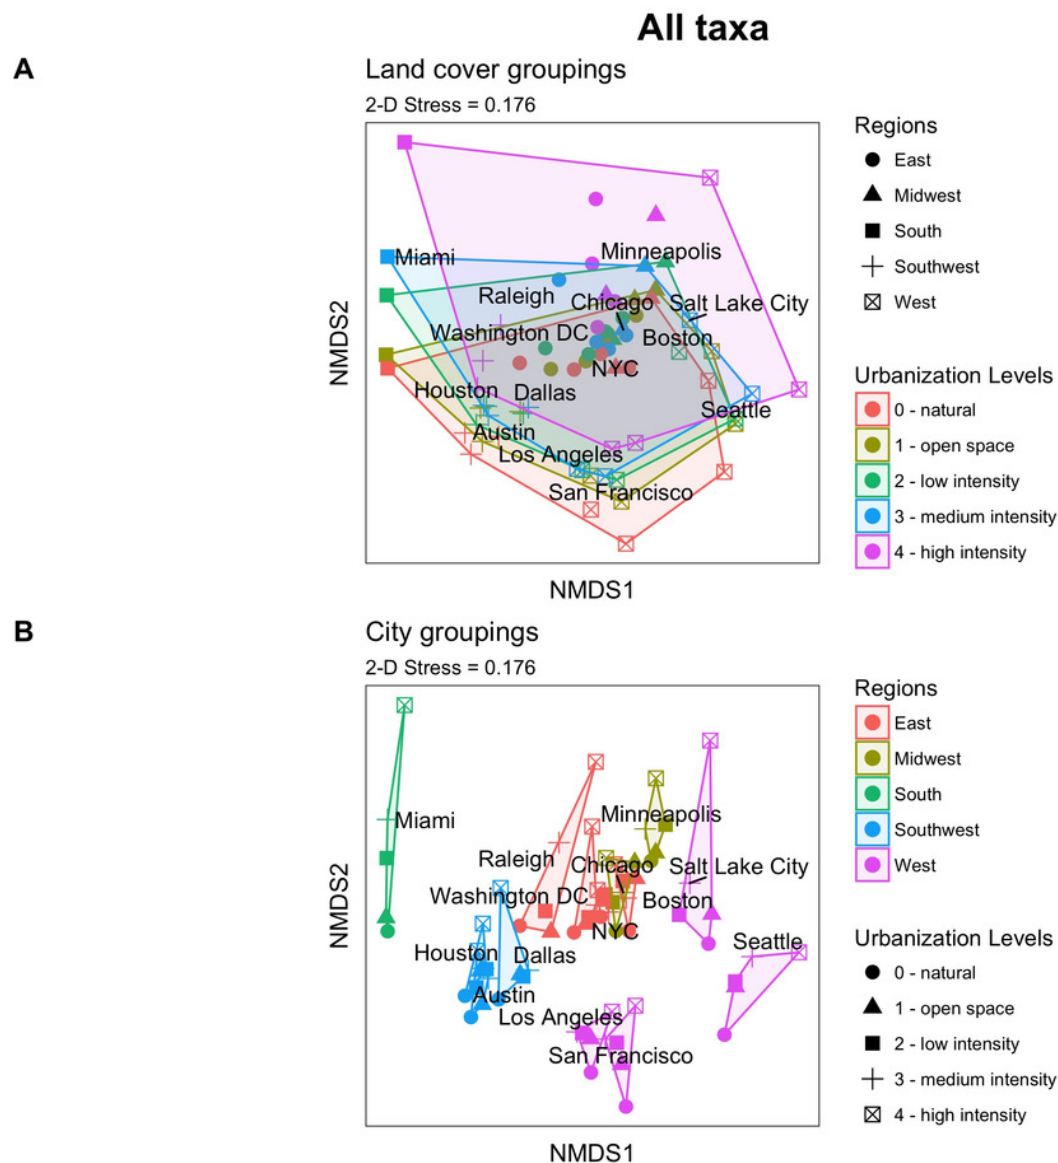 All taxa
A
Land cover groupings
2-D Stress = 0.176
Minneapolis
Miami
Raleigh
Chicago
Salt Lake City
Washington DC
Boston
NYC
Houston
Dallas
Seattle
Austin
Los Angeles
San Francisco
NMDS2
NMDS1
Regions
East
Midwest
South
Southwest
West
Urbanization Levels
0 - natural
1 - open space
2 - low intensity
3 - medium intensity
4 - high intensity
B
City groupings
2-D Stress = 0.176
Minneapolis
Miami
Raleigh
Chicago
Salt Lake City
Washington DC
Boston
NYC
Seattle
Houston
Dallas
Austin
Los Angeles
San Francisco
NMDS2
NMDS1
Regions
East
Midwest
South
Southwest
West
Urbanization Levels
0 - natural
1 - open space
2 - low intensity
3 - medium intensity
4 - high intensity